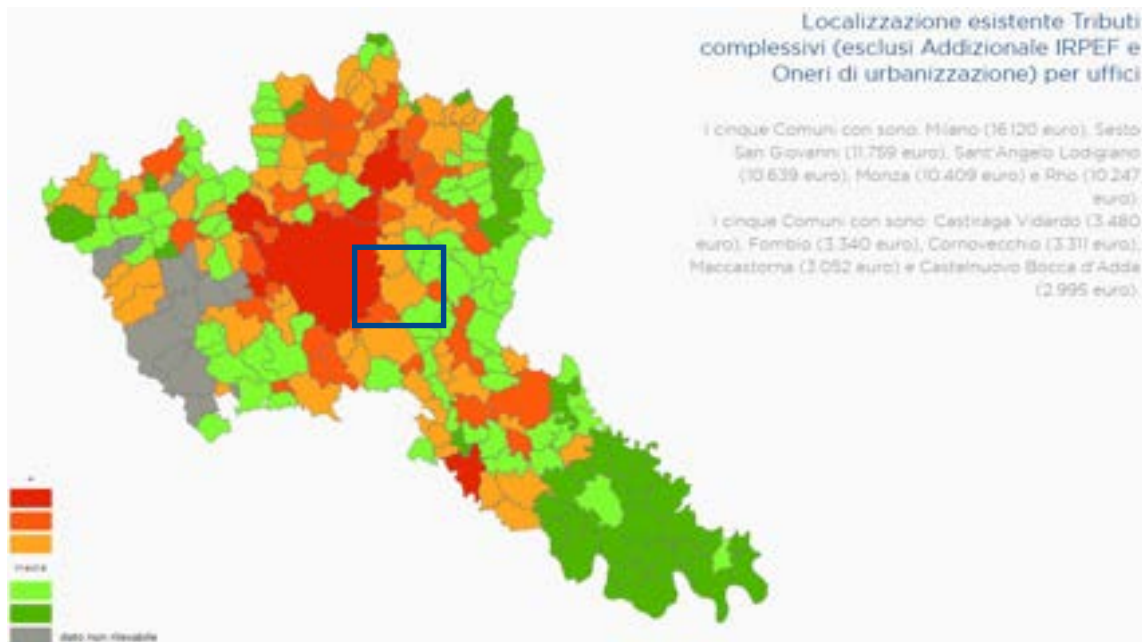 Localizzazione esistente Tributi
complessivi (esclusi Addizionale IRPEF e
Oneri di urbanizzazione) per uffici
I cinque Comuni con sono: Milano (16.120 euro), Sesto
San Giovanni (11.759 euro), Sant'Angelo Lodigiano
(10.639 euro), Monza (10.409 euro) e Rho (10.247
euro).
I cinque Comuni con sono: Castiraga Vidardo (3.480
euro), Fombio (3.340 euro), Cornovecchio (3.311 euro),
Maccastorna (3.052 euro) e Castelnuovo Bocca d'Adda
(2.995 euro).
+
media
dato non rilevabile